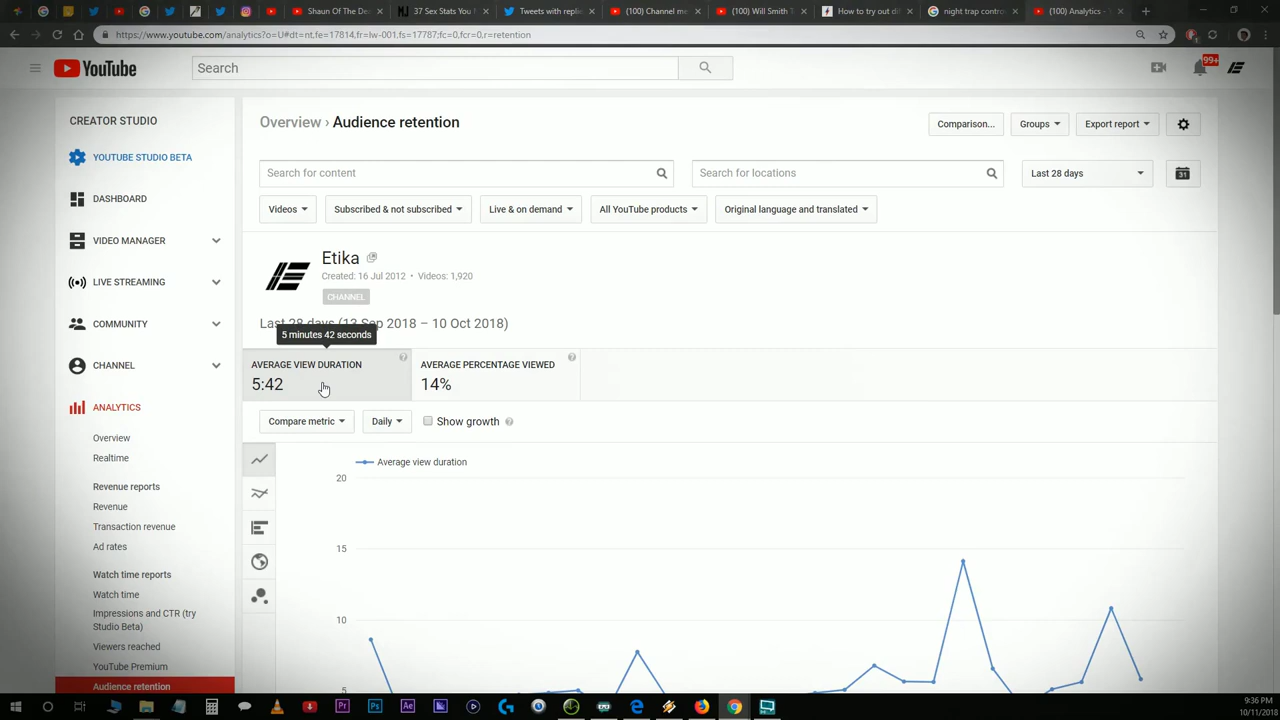 Shaun Of The De
37 Sex Stats You
Tweets with replie
(100) Channel me
(100) Will Smith T
How to try out dif
night trap contro
(100) Analytics - Y
https://www.youtube.com/analytics?o=U#dt=nt,fe=17814,fr=lw-001,fs=17787;fc=0,fcr=0,r=retention
YouTube
Search
99+
CREATOR STUDIO
YOUTUBE STUDIO BETA
DASHBOARD
VIDEO MANAGER
LIVE STREAMING
COMMUNITY
CHANNEL
ANALYTICS
Overview
Realtime
Revenue reports
Revenue
Transaction revenue
Ad rates
Watch time reports
Watch time
Impressions and CTR (try
Studio Beta)
Viewers reached
YouTube Premium
Audience retention
Overview › Audience retention
Comparison...
Groups
Export report
Search for content
Search for locations
Last 28 days
31
Videos
Subscribed & not subscribed
Live & on demand
All YouTube products
Original language and translated
Etika
Created: 16 Jul 2012 • Videos: 1,920
CHANNEL
Last 28 days (13 Sep 2018 – 10 Oct 2018)
5 minutes 42 seconds
AVERAGE VIEW DURATION ?
5:42
AVERAGE PERCENTAGE VIEWED ?
14%
Compare metric
Daily
Show growth ?
Average view duration
20
15
10
5
9:36 PM
10/11/2018